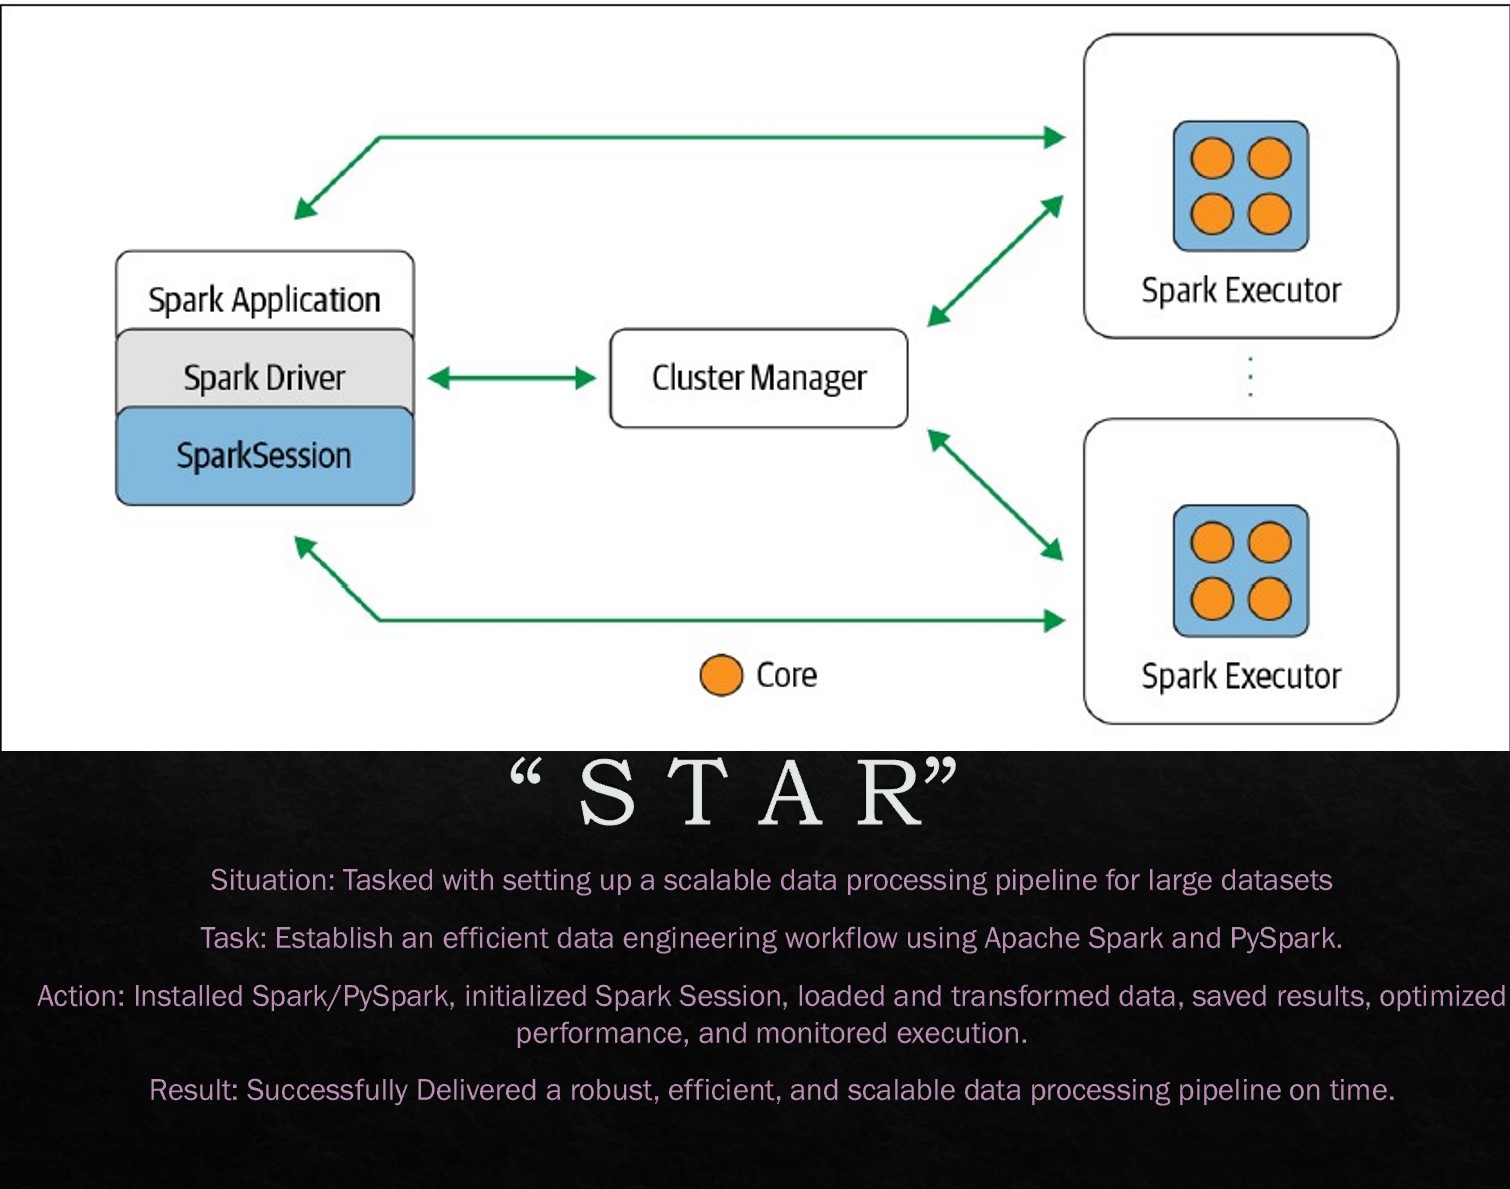 Spark Executor
Spark Application
Spark Driver
SparkSession
Cluster Manager
Spark Executor
Core
“ S T A R”
Situation: Tasked with setting up a scalable data processing pipeline for large datasets
Task: Establish an efficient data engineering workflow using Apache Spark and PySpark.
Action: Installed Spark/PySpark, initialized Spark Session, loaded and transformed data, saved results, optimized
performance, and monitored execution.
Result: Successfully Delivered a robust, efficient, and scalable data processing pipeline on time.